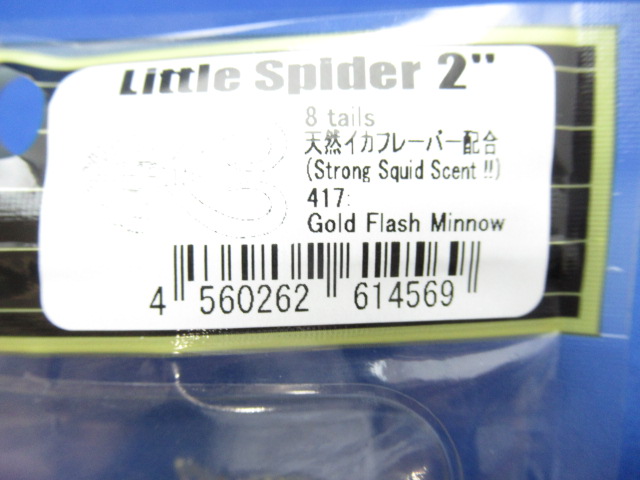 Little Spider 2"
8 tails
天然イカフレーバー配合
(Strong Squid Scent !!)
417:
Gold Flash Minnow
4 560262 614569